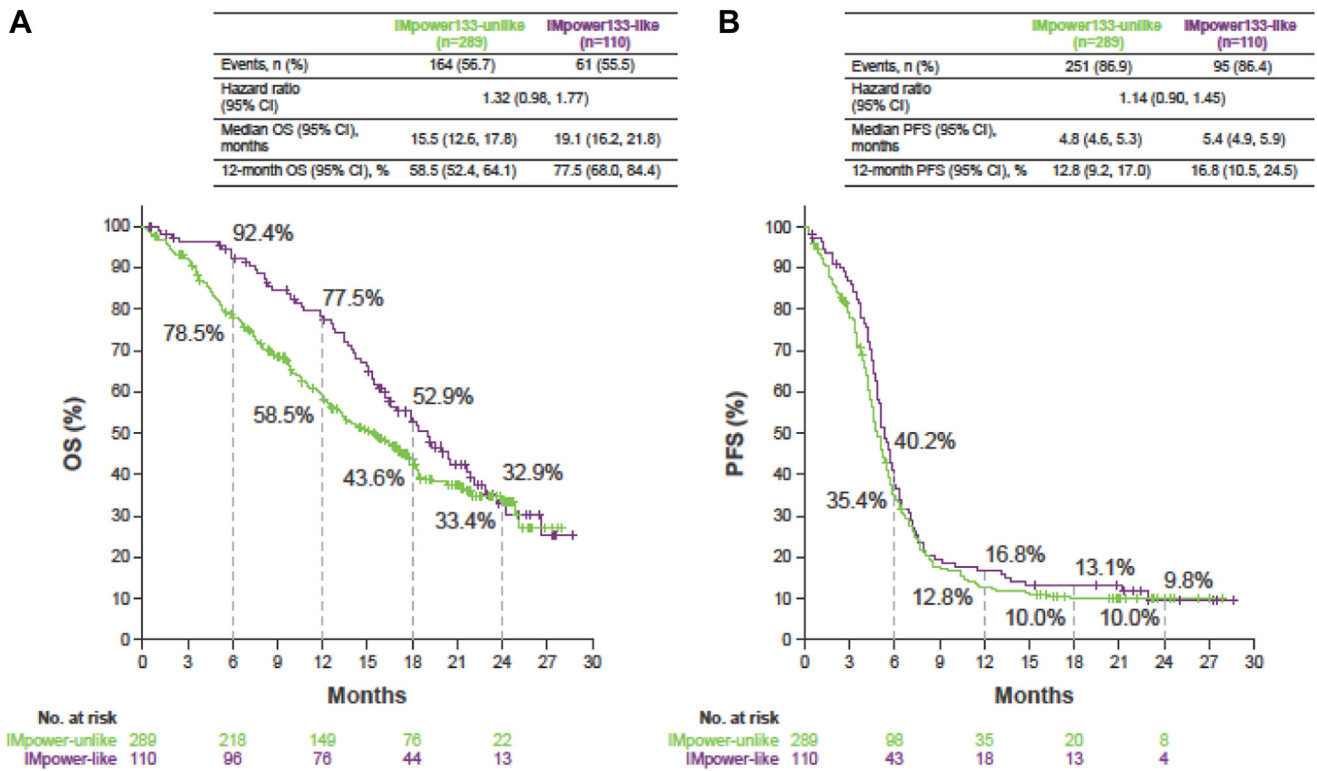 A
IMpower133-unlike IMpower133-like
(n=289) (n=110)
Events, n (%) 164 (56.7) 61 (55.5)
Hazard ratio
(95% CI) 1.32 (0.98, 1.77)
Median OS (95% CI),
months 15.5 (12.6, 17.8) 19.1 (16.2, 21.8)
12-month OS (95% CI), % 58.5 (52.4, 64.1) 77.5 (68.0, 84.4)
OS (%)
100
90
80
70
60
50
40
30
20
10
0
92.4%
77.5%
78.5%
52.9%
58.5%
43.6%
32.9%
33.4%
0 3 6 9 12 15 18 21 24 27 30
Months
No. at risk
IMpower-unlike 289 218 149 76 22
IMpower-like 110 96 76 44 13
B
IMpower133-unlike IMpower133-like
(n=289) (n=110)
Events, n (%) 251 (86.9) 95 (86.4)
Hazard ratio
(95% CI) 1.14 (0.90, 1.45)
Median PFS (95% CI),
months 4.8 (4.6, 5.3) 5.4 (4.9, 5.9)
12-month PFS (95% CI), % 12.8 (9.2, 17.0) 16.8 (10.5, 24.5)
PFS (%)
100
90
80
70
60
50
40
30
20
10
0
40.2%
35.4%
16.8%
13.1%
9.8%
12.8%
10.0%
10.0%
0 3 6 9 12 15 18 21 24 27 30
Months
No. at risk
IMpower-unlike 289 98 35 20 8
IMpower-like 110 43 18 13 4